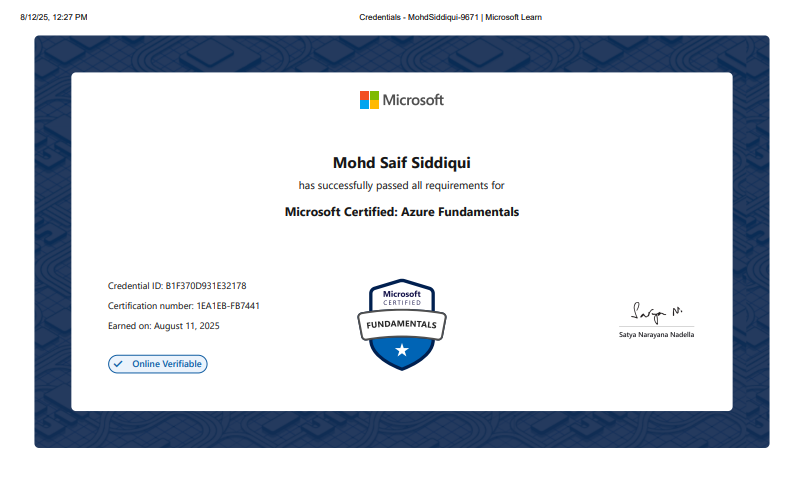 8/12/25, 12:27 PM Credentials - MohdSiddiqui-9671 | Microsoft Learn
Microsoft
Mohd Saif Siddiqui
has successfully passed all requirements for
Microsoft Certified: Azure Fundamentals
Credential ID: B1F370D931E32178
Certification number: 1EA1EB-FB7441
Earned on: August 11, 2025
Online Verifiable
Microsoft
CERTIFIED
FUNDAMENTALS
Satya N.
Satya Narayana Nadella